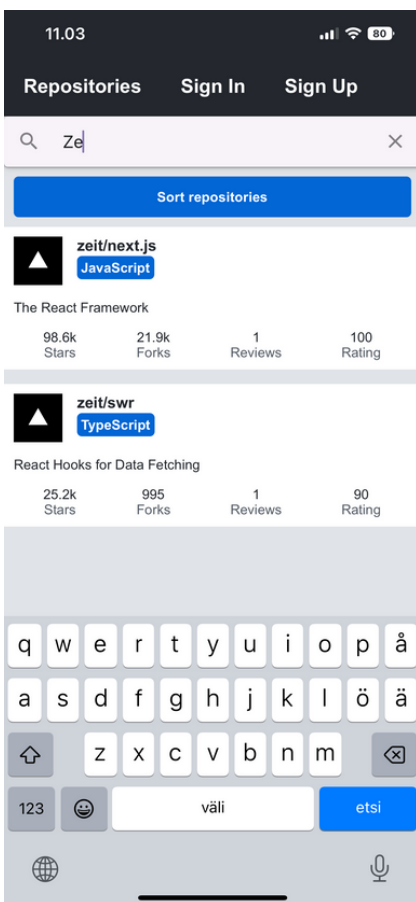 11.03 80
Repositories Sign In Sign Up
Ze
Sort repositories
zeit/next.js
JavaScript
The React Framework
98.6k 21.9k 1 100
Stars Forks Reviews Rating
zeit/swr
TypeScript
React Hooks for Data Fetching
25.2k 995 1 90
Stars Forks Reviews Rating
q w e r t y u i o p å
a s d f g h j k l ö ä
z x c v b n m
123 väli etsi